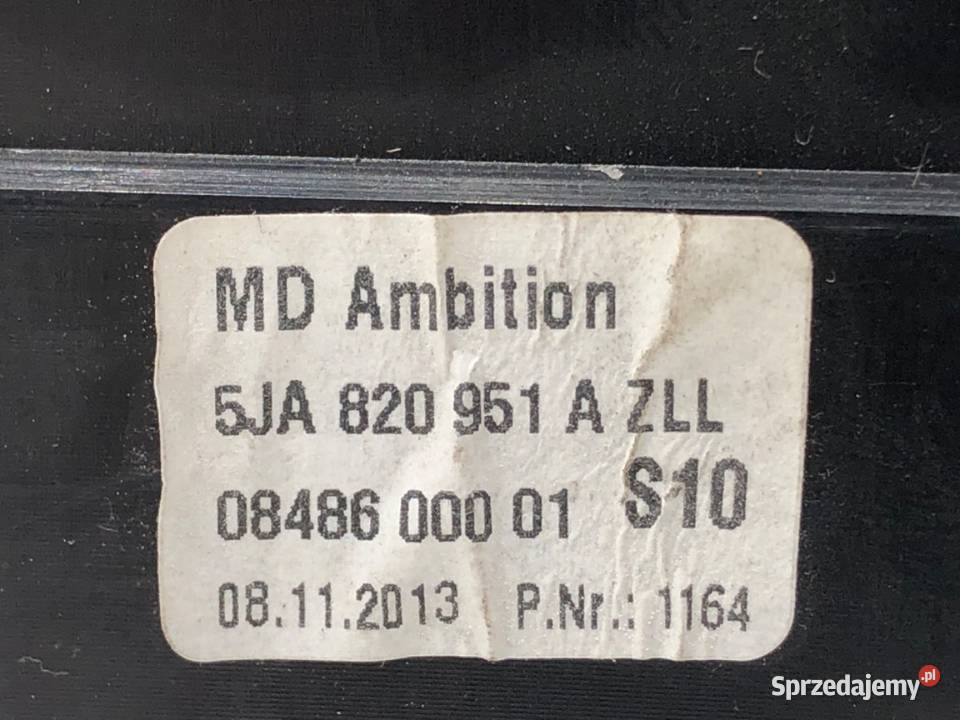 MD Ambition
5JA 820 951 A ZLL
08486 000 01 S10
08.11.2013 P.Nr.: 1164
Sprzedajemy.pl